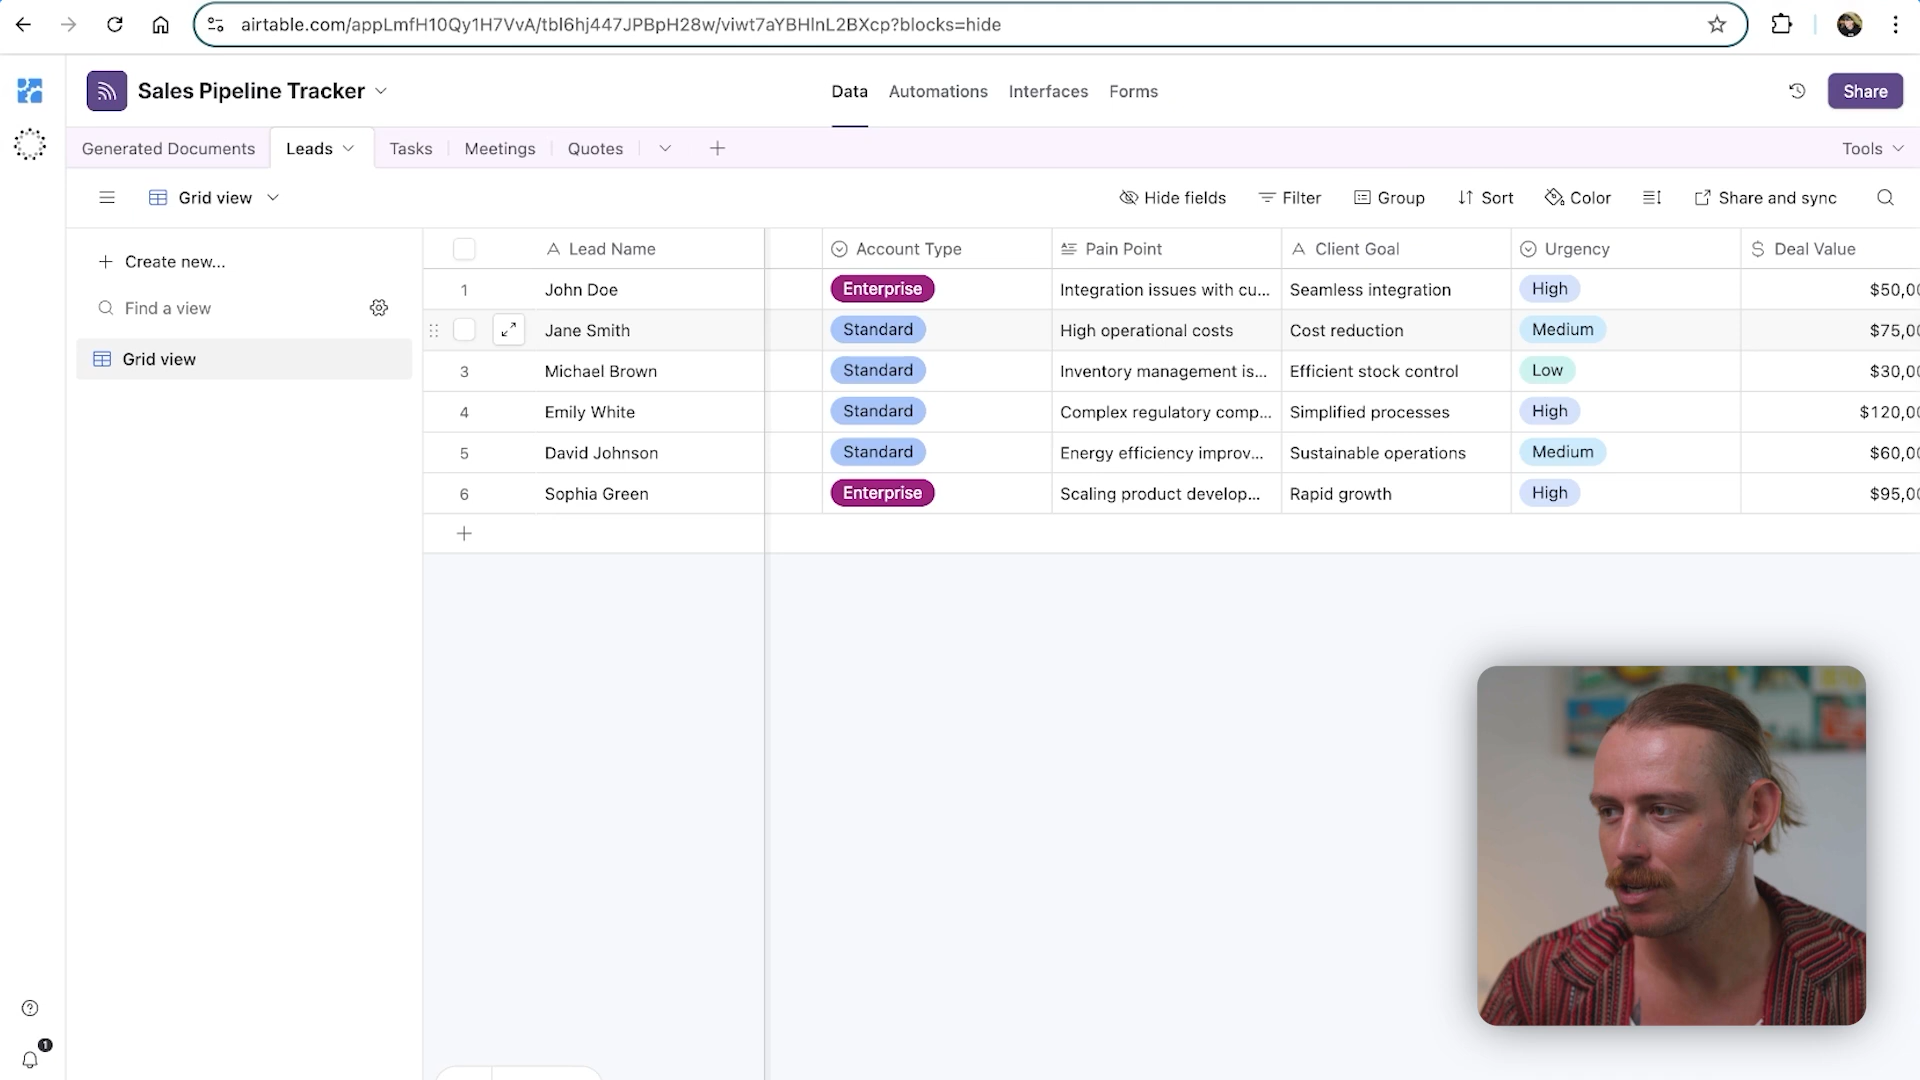 airtable.com/appLmfH10Qy1H7VvA/tbl6hj447JPBpH28w/viwt7aYBHlnL2BXcp?blocks=hide
Sales Pipeline Tracker
Data Automations Interfaces Forms
Share
Generated Documents Leads Tasks Meetings Quotes
Tools
Grid view
Hide fields Filter Group Sort Color Share and sync
Create new...
Find a view
Grid view
Lead Name Account Type Pain Point Client Goal Urgency Deal Value
1 John Doe Enterprise Integration issues with cu... Seamless integration High $50,00
Jane Smith Standard High operational costs Cost reduction Medium $75,00
3 Michael Brown Standard Inventory management is... Efficient stock control Low $30,00
4 Emily White Standard Complex regulatory comp... Simplified processes High $120,00
5 David Johnson Standard Energy efficiency improv... Sustainable operations Medium $60,00
6 Sophia Green Enterprise Scaling product develop... Rapid growth High $95,00
1